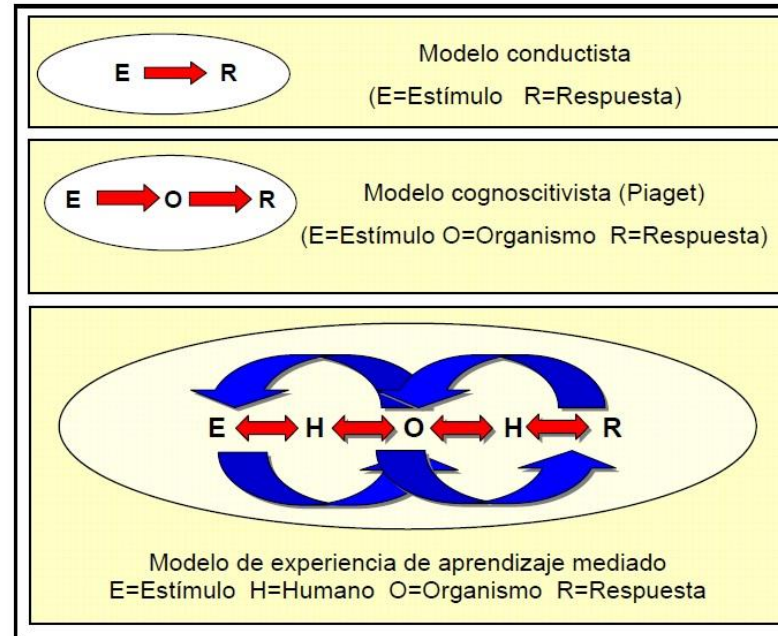 E R
Modelo conductista
(E=Estímulo R=Respuesta)
E O R
Modelo cognoscitivista (Piaget)
(E=Estímulo O=Organismo R=Respuesta)
E H O H R
Modelo de experiencia de aprendizaje mediado
E=Estímulo H=Humano O=Organismo R=Respuesta